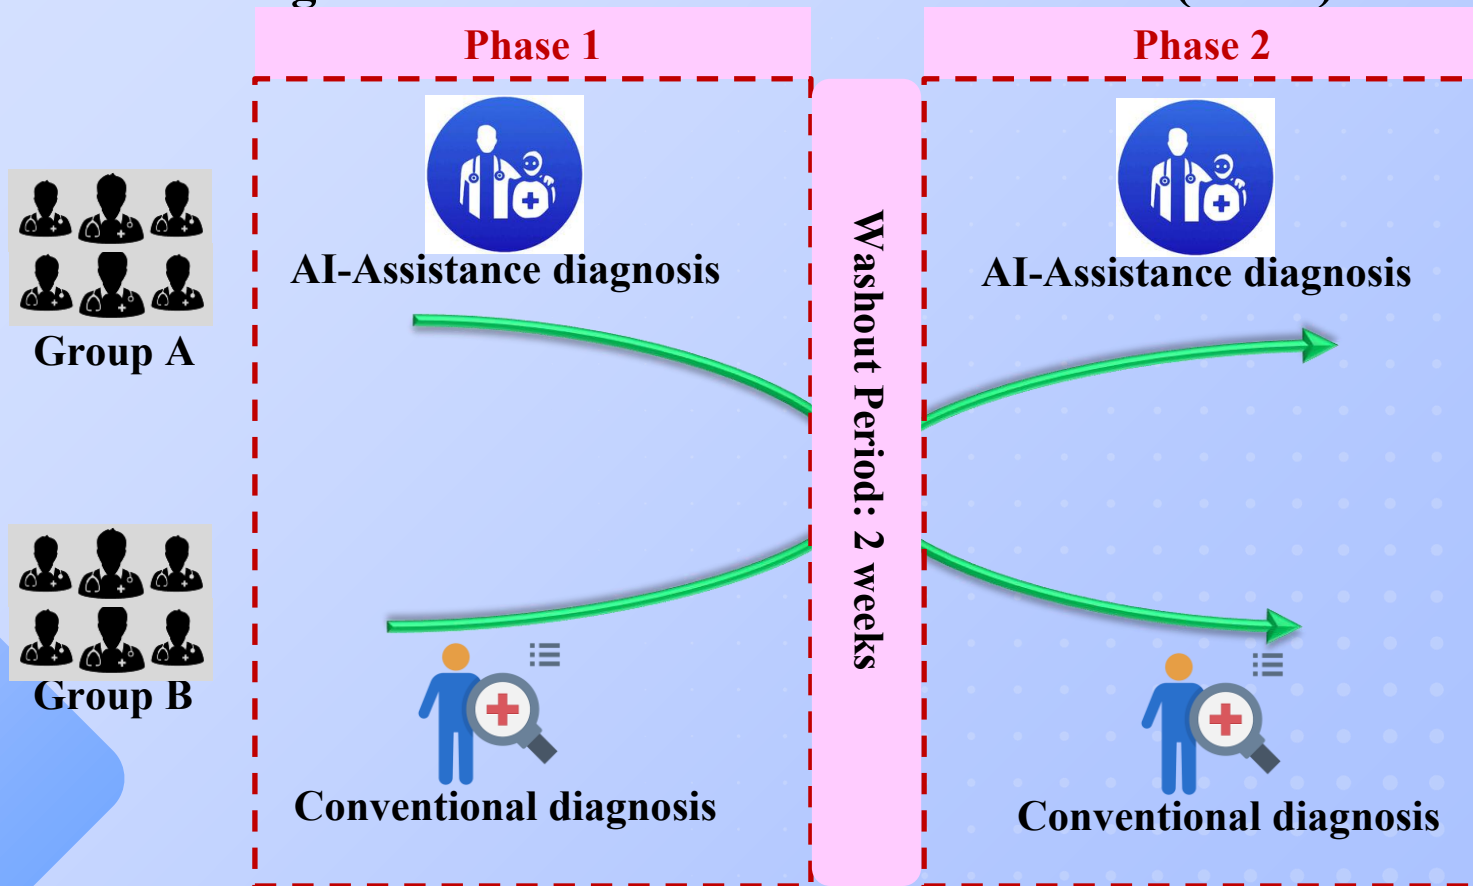 Phase 1
Phase 2
AI-Assistance diagnosis
AI-Assistance diagnosis
Group A
Washout Period: 2 weeks
Group B
Conventional diagnosis
Conventional diagnosis